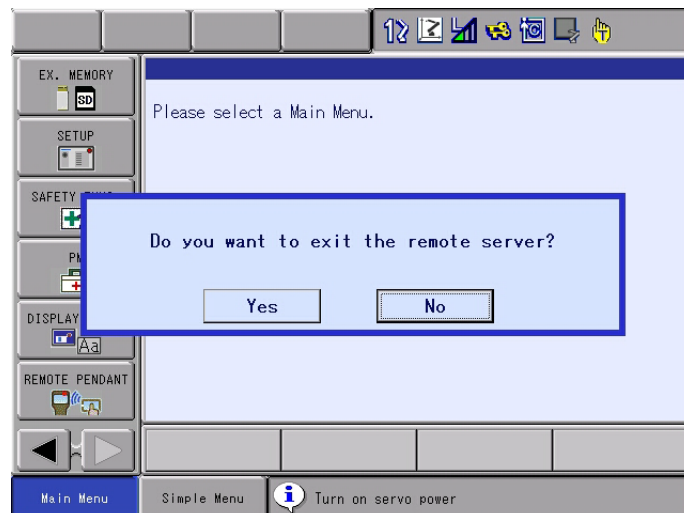 EX. MEMORY
SD
Please select a Main Menu.
SETUP
SAFETY
Do you want to exit the remote server?
Yes
No
DISPLAY
Aa
REMOTE PENDANT
Main Menu
Simple Menu
Turn on servo power